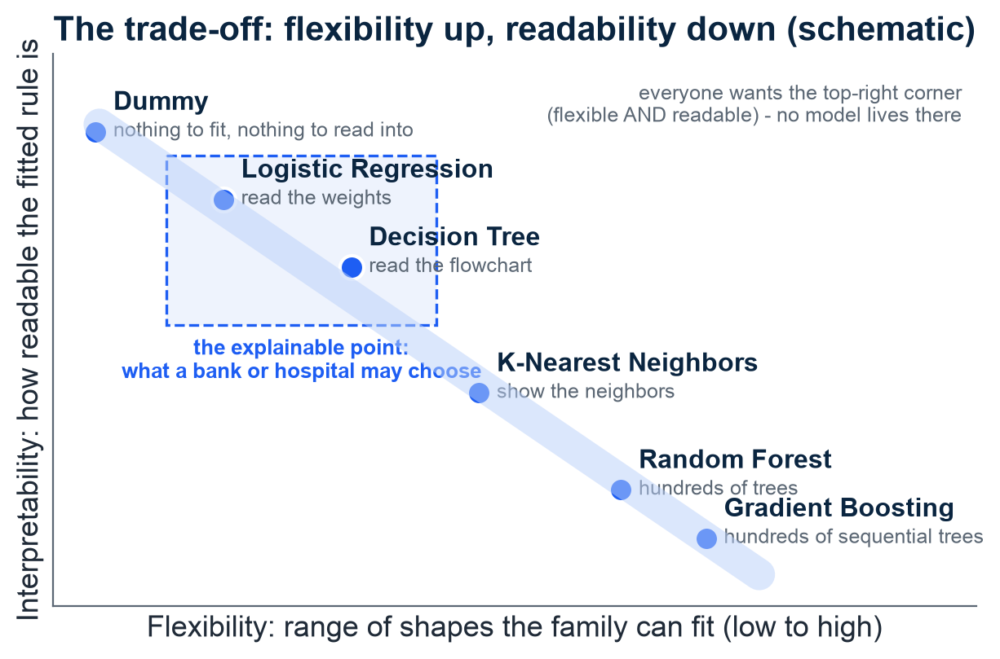 The trade-off: flexibility up, readability down (schematic)
everyone wants the top-right corner
(flexible AND readable) - no model lives there
Dummy
nothing to fit, nothing to read into
Logistic Regression
read the weights
Decision Tree
read the flowchart
the explainable point:
what a bank or hospital may choose
K-Nearest Neighbors
show the neighbors
Random Forest
hundreds of trees
Gradient Boosting
hundreds of sequential trees
Interpretability: how readable the fitted rule is
Flexibility: range of shapes the family can fit (low to high)